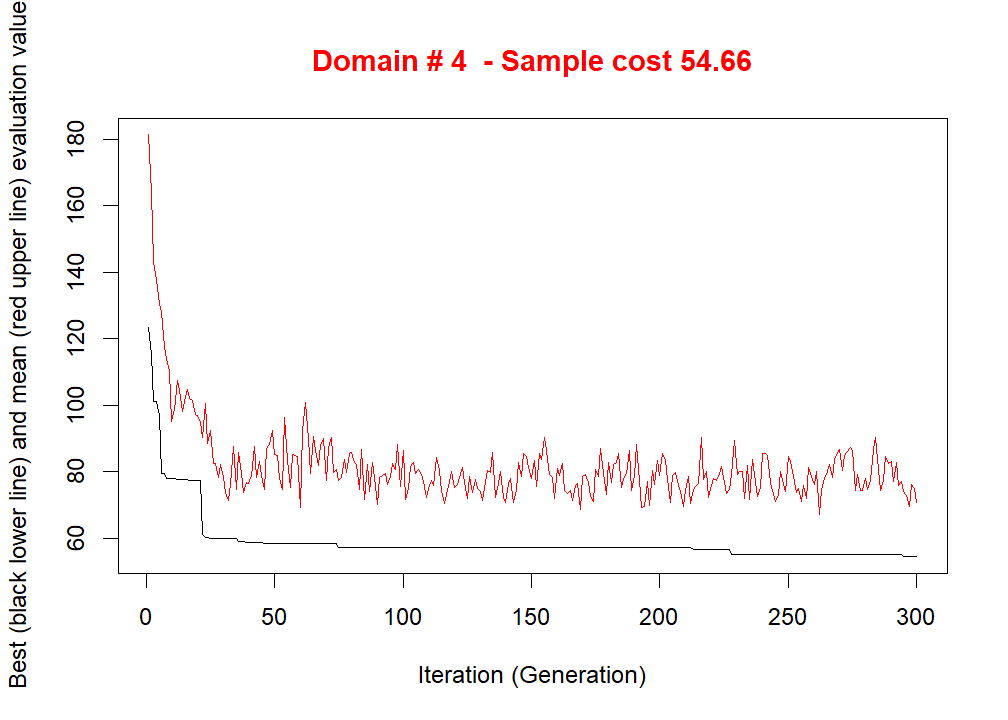 Domain # 4  - Sample cost 54.66
Best (black lower line) and mean (red upper line) evaluation value
180
160
140
120
100
80
60
0 50 100 150 200 250 300
Iteration (Generation)